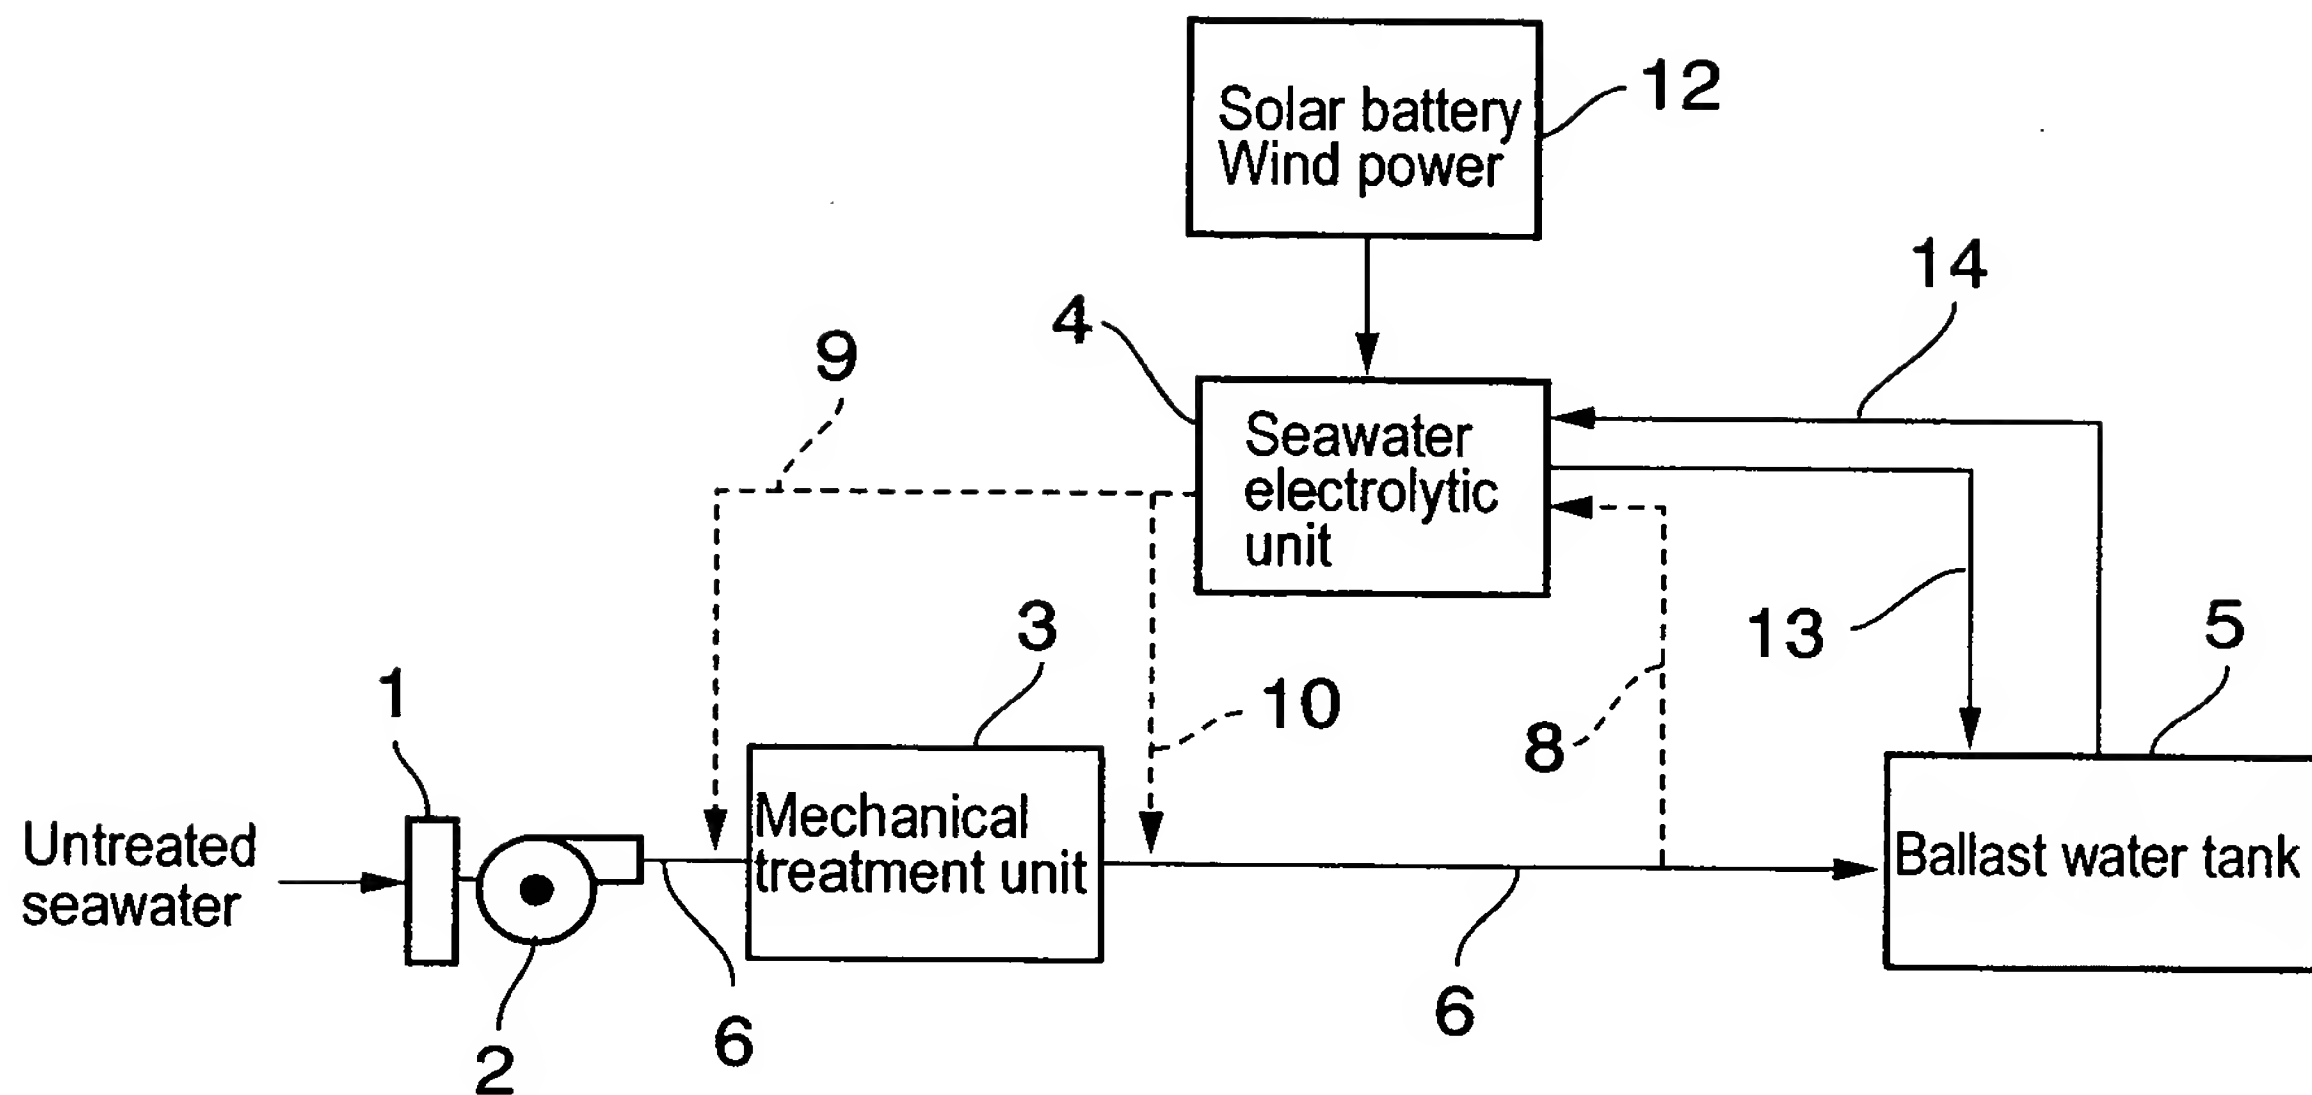 Solar battery
Wind power
12
14
4
9
Seawater
electrolytic
unit
3
13
5
1
10
8
Untreated
seawater
Mechanical
treatment unit
Ballast water tank
2
6
6